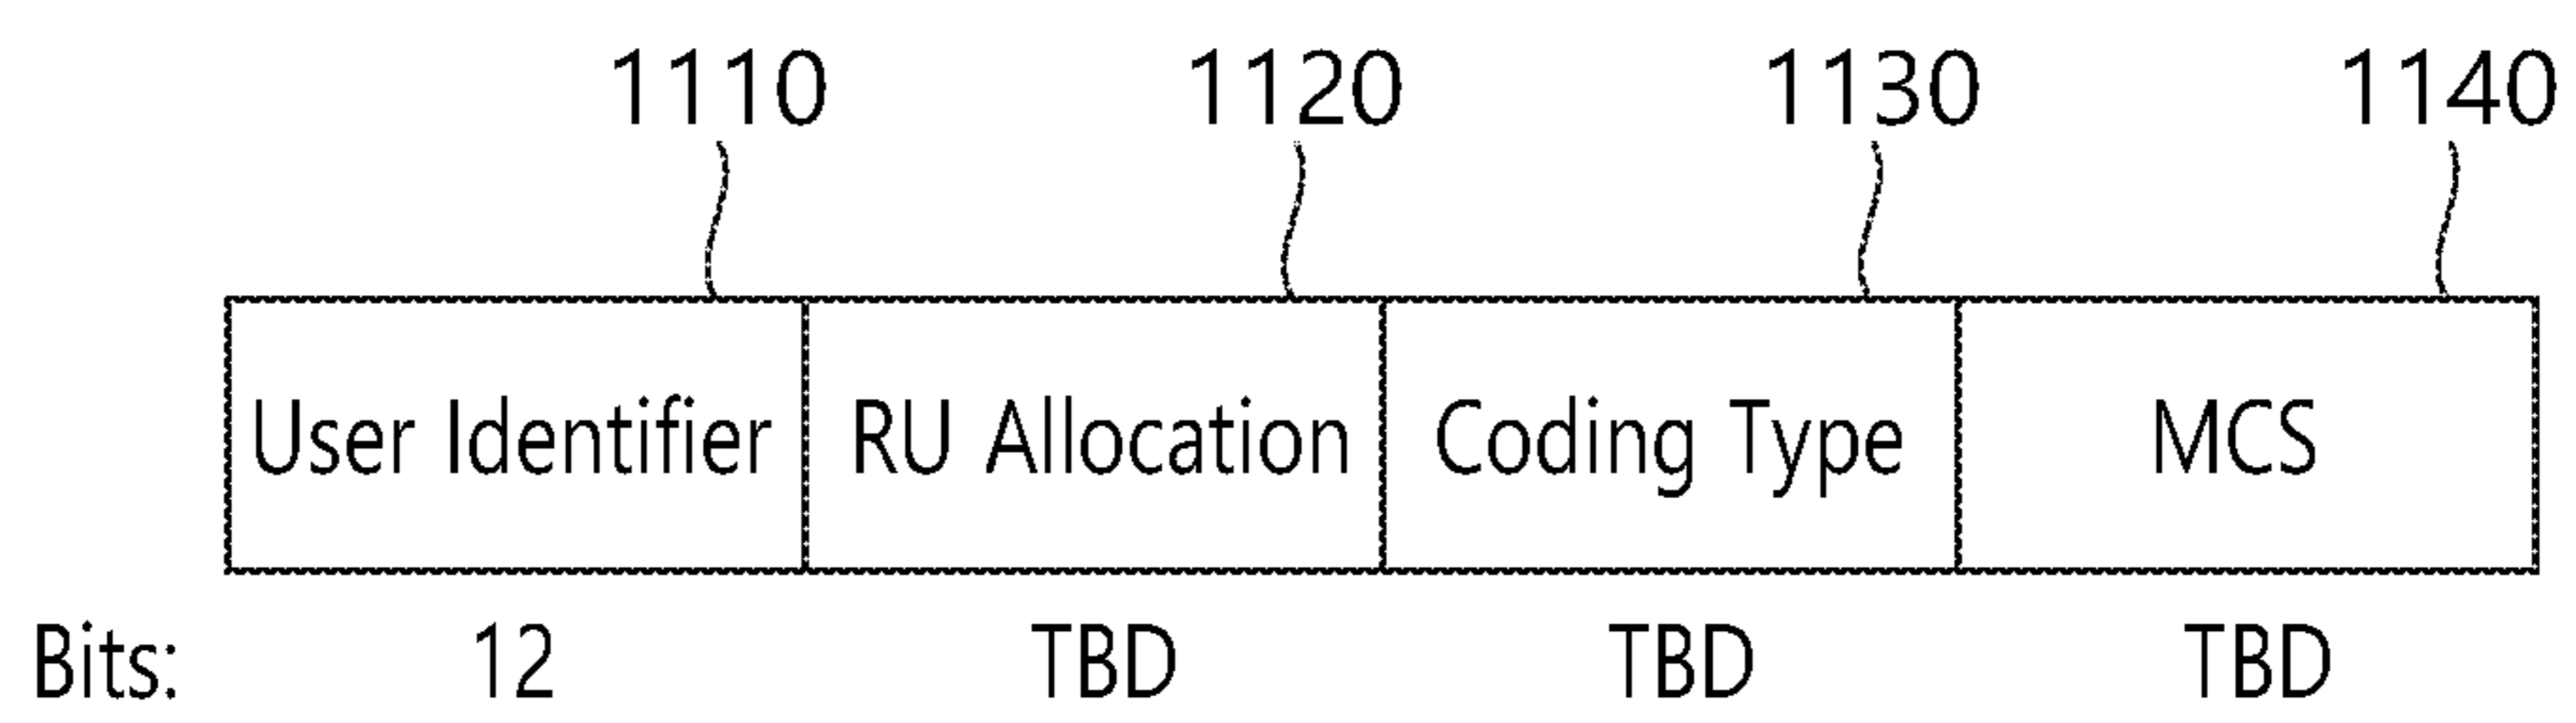 1110 1120 1130 1140
User Identifier RU Allocation Coding Type MCS
Bits: 12 TBD TBD TBD